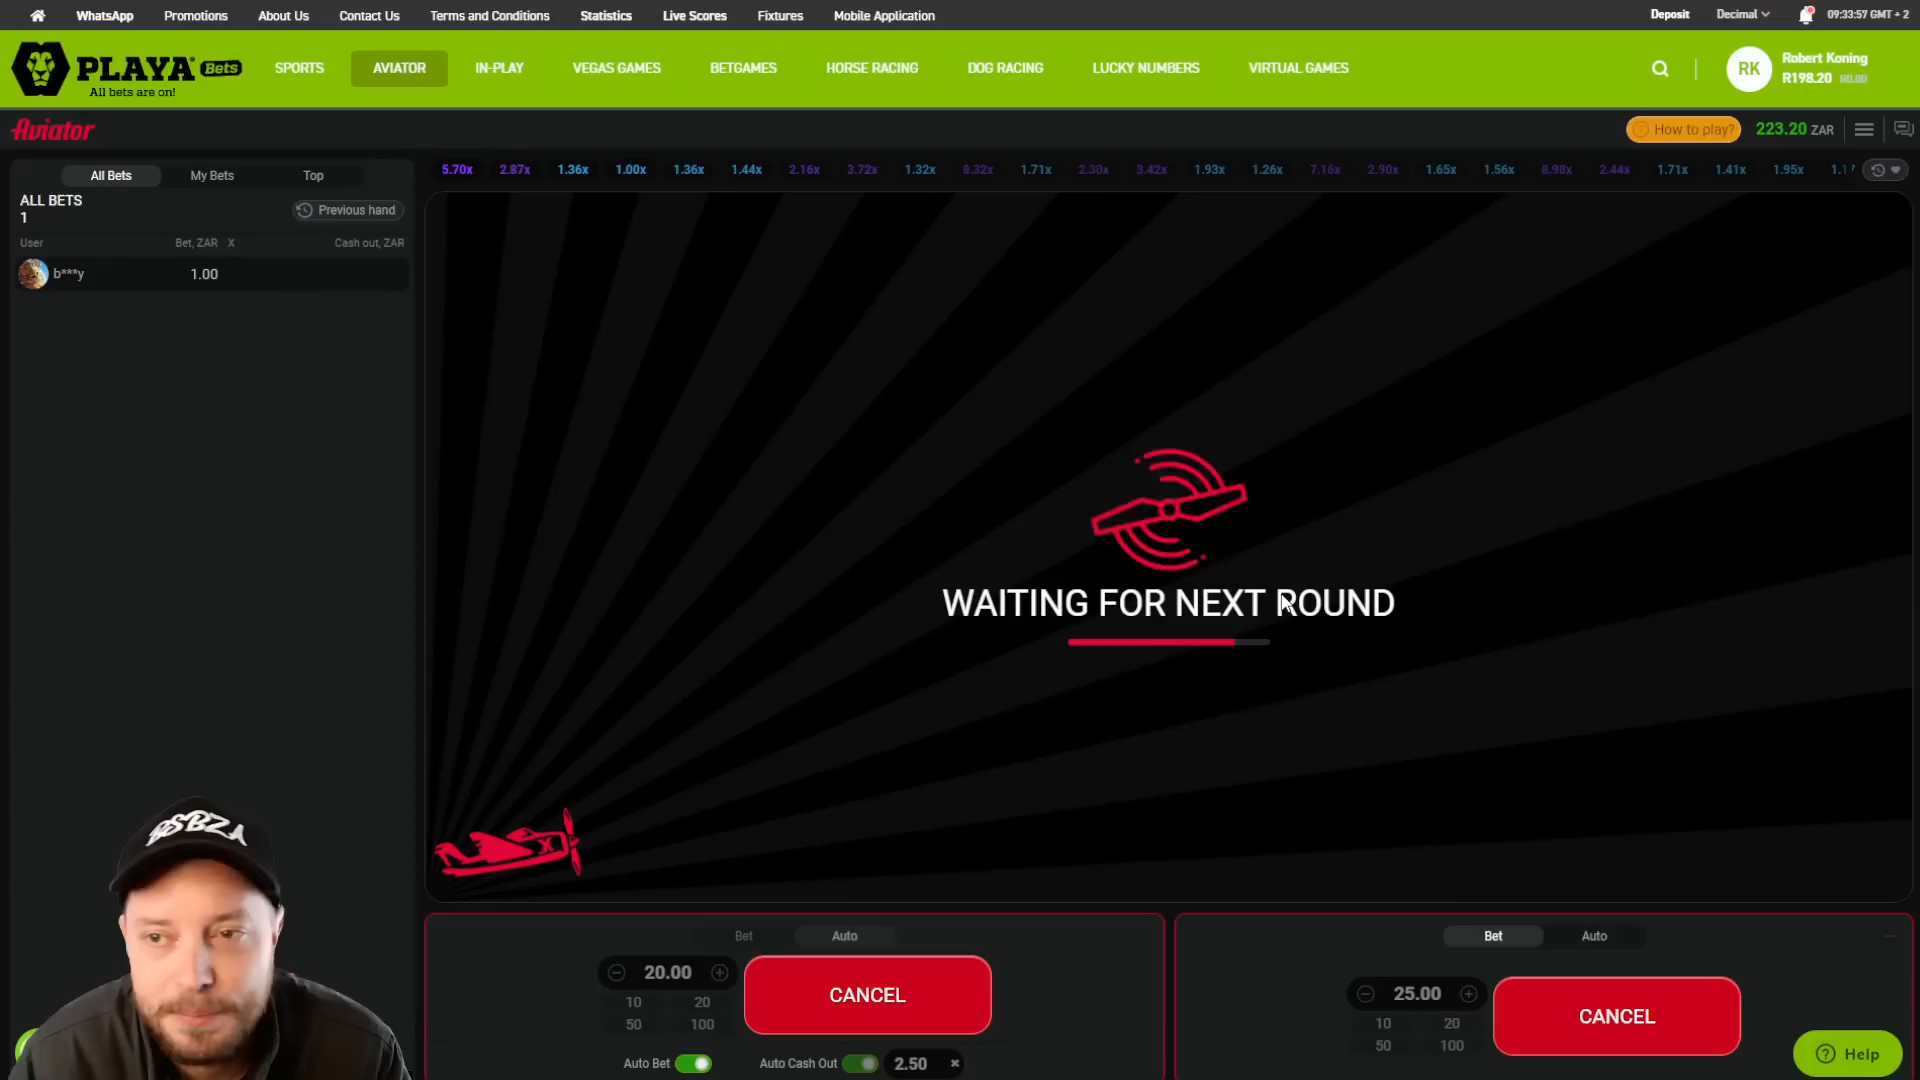 WhatsApp Promotions About Us Contact Us Terms and Conditions Statistics Live Scores Fixtures Mobile Application Deposit Decimal 09:33:57 GMT + 2
PLAYA Bets
All bets are on!
SPORTS AVIATOR IN-PLAY VEGAS GAMES BETGAMES HORSE RACING DOG RACING LUCKY NUMBERS VIRTUAL GAMES
RK
Robert Koning
R198.20 R0.00
Aviator
How to play? 223.20 ZAR
All Bets My Bets Top
5.70x 2.87x 1.36x 1.00x 1.36x 1.44x 2.16x 3.72x 1.32x 8.32x 1.71x 2.30x 3.42x 1.93x 1.26x 7.16x 2.90x 1.65x 1.56x 8.98x 2.44x 1.71x 1.41x 1.95x
ALL BETS
1
Previous hand
User Bet, ZAR X Cash out, ZAR
b***y 1.00
WAITING FOR NEXT ROUND
X
BSBZA
Bet Auto
20.00
10 20
50 100
CANCEL
Auto Bet Auto Cash Out 2.50
Bet Auto
25.00
10 20
50 100
CANCEL
Help